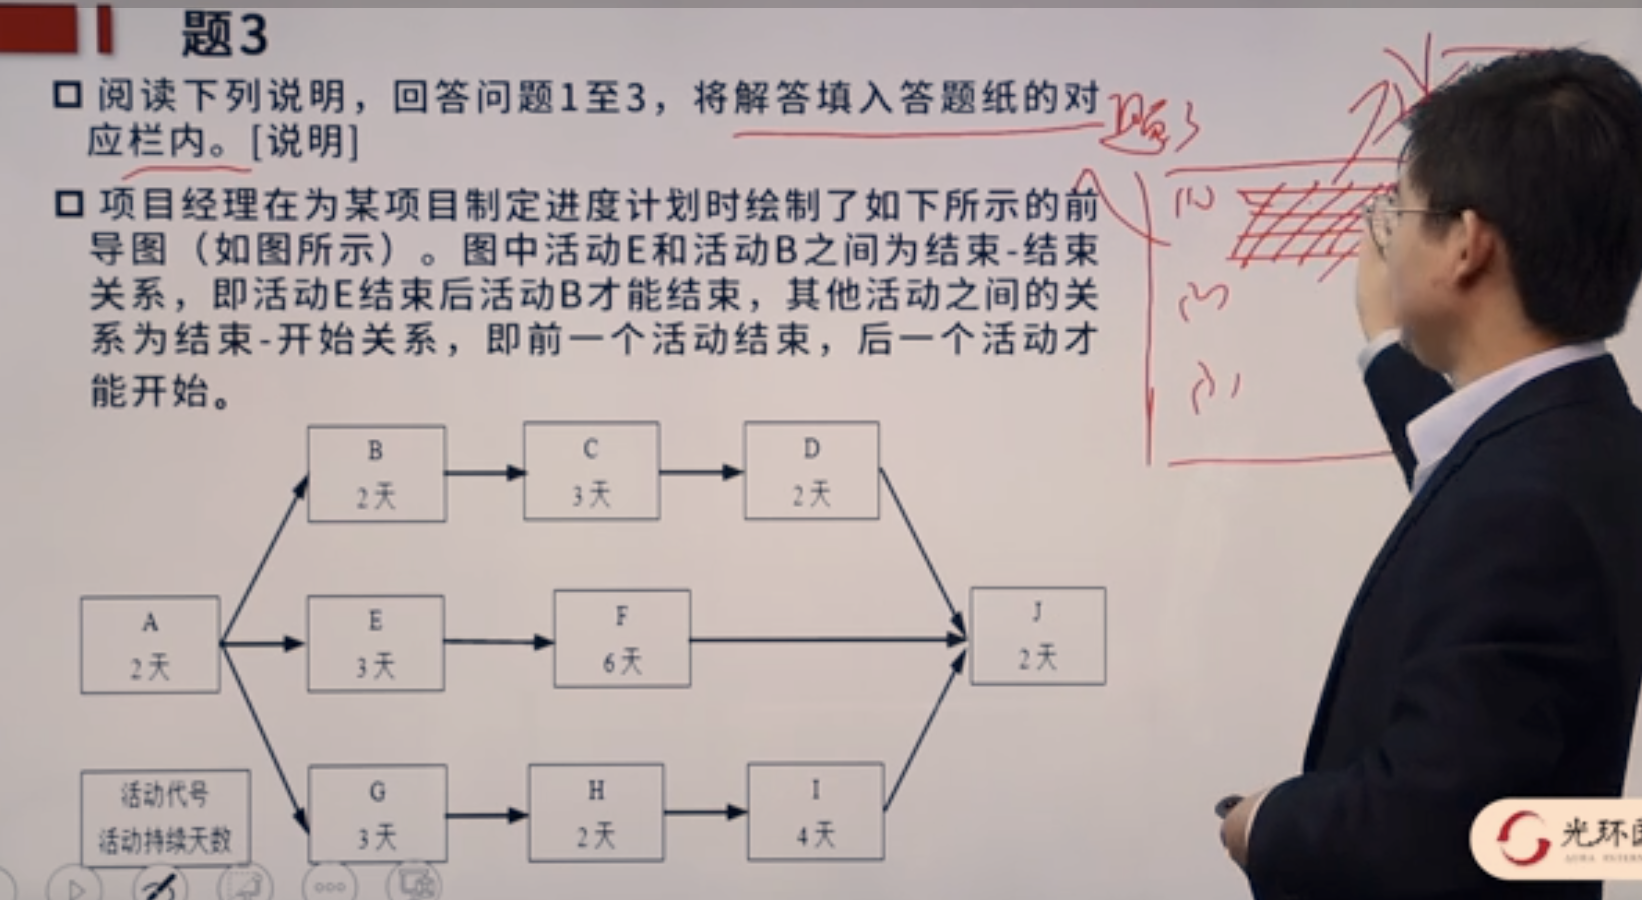 题3
阅读下列说明，回答问题1至3，将解答填入答题纸的对
应栏内。[说明]
项目经理在为某项目制定进度计划时绘制了如下所示的前
导图（如图所示）。图中活动E和活动B之间为结束-结束
关系，即活动E结束后活动B才能结束，其他活动之间的关
系为结束-开始关系，即前一个活动结束，后一个活动才
能开始。
题3
(1)
B
2天
C
3天
D
2天
A
2天
E
3天
F
6天
J
2天
G
3天
H
2天
I
4天
活动代号
活动持续天数
光环